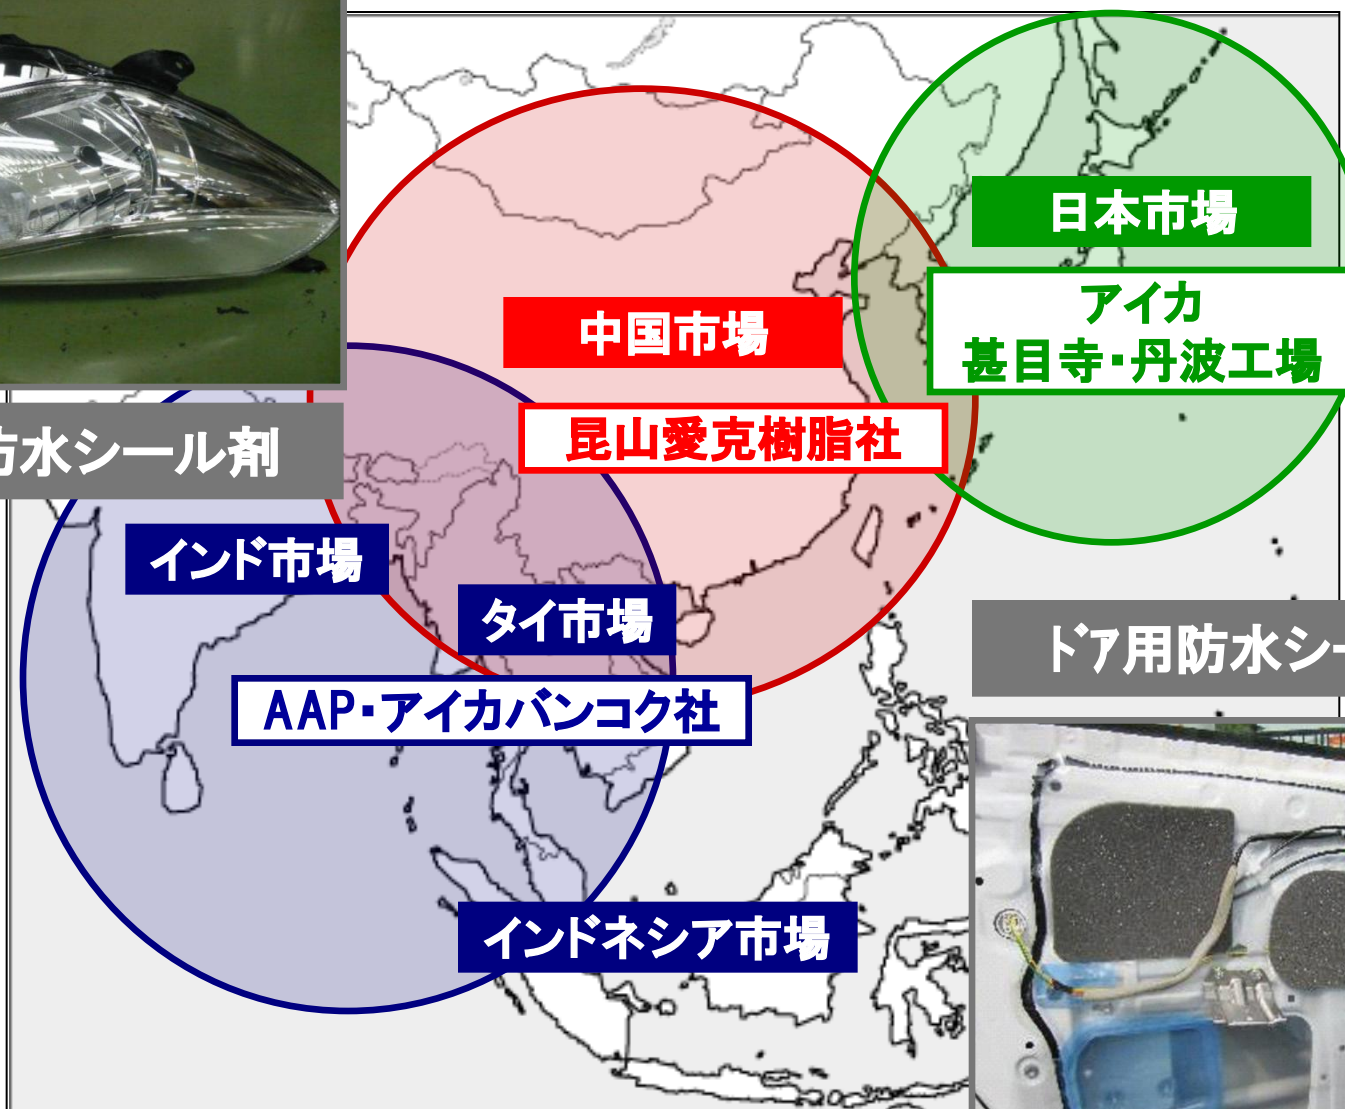 日本市場
アイカ
甚目寺・丹波工場
中国市場
昆山愛克樹脂社
防水シール剤
インド市場
タイ市場
AAP・アイカバンコク社
ドア用防水シー
インドネシア市場